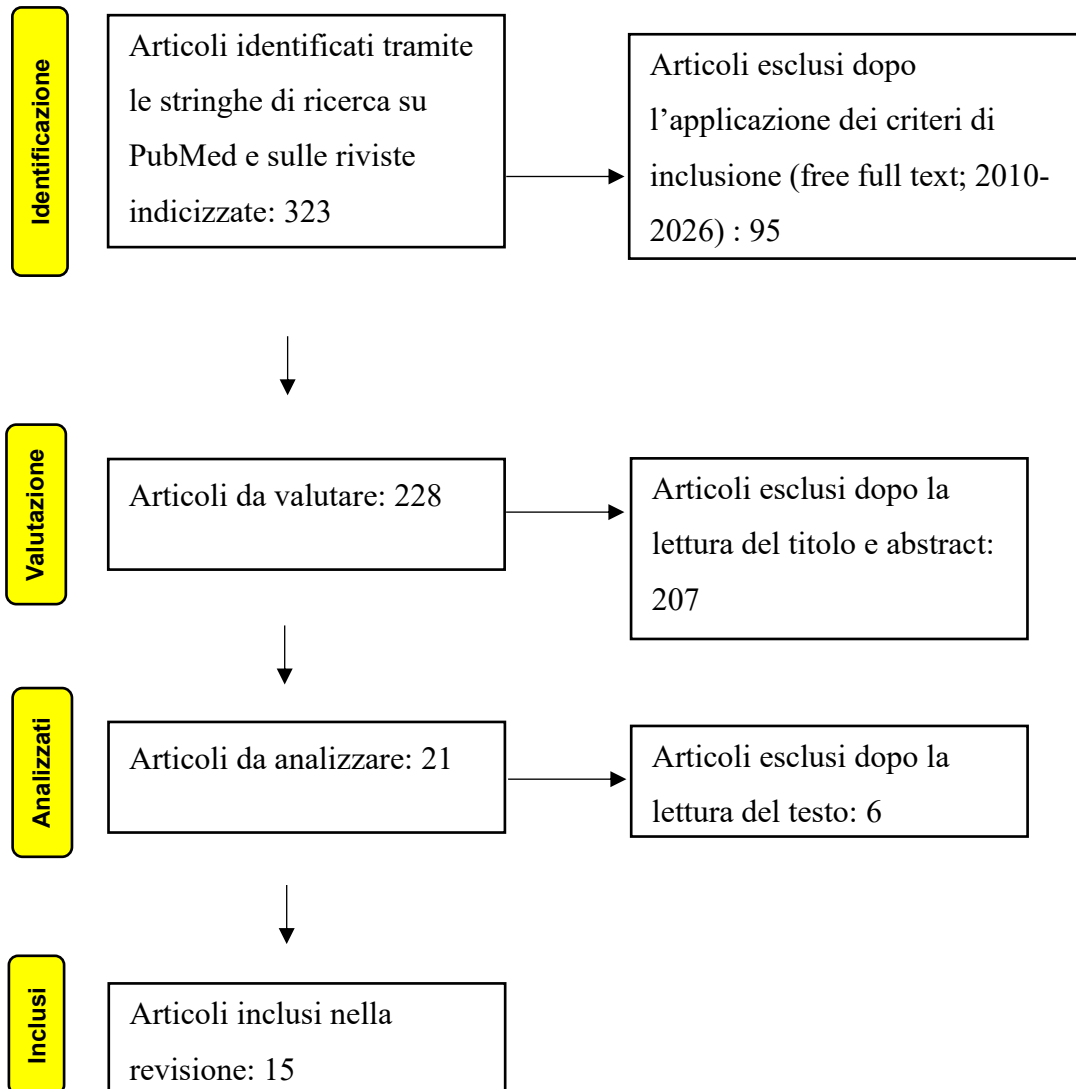 Identificazione
Articoli identificati tramite
le stringhe di ricerca su
PubMed e sulle riviste
indicizzate: 323
Articoli esclusi dopo
l’applicazione dei criteri di
inclusione (free full text; 2010-
2026) : 95
Valutazione
Articoli da valutare: 228
Articoli esclusi dopo la
lettura del titolo e abstract:
207
Analizzati
Articoli da analizzare: 21
Articoli esclusi dopo la
lettura del testo: 6
Inclusi
Articoli inclusi nella
revisione: 15